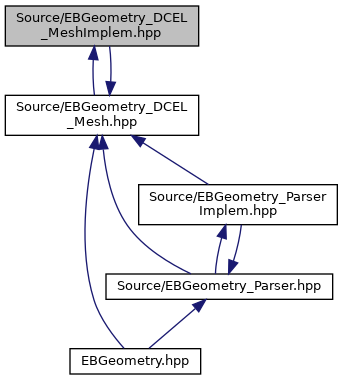 Source/EBGeometry_DCEL
_MeshImplem.hpp
Source/EBGeometry_DCEL
_Mesh.hpp
Source/EBGeometry_Parser
Implem.hpp
Source/EBGeometry_Parser.hpp
EBGeometry.hpp